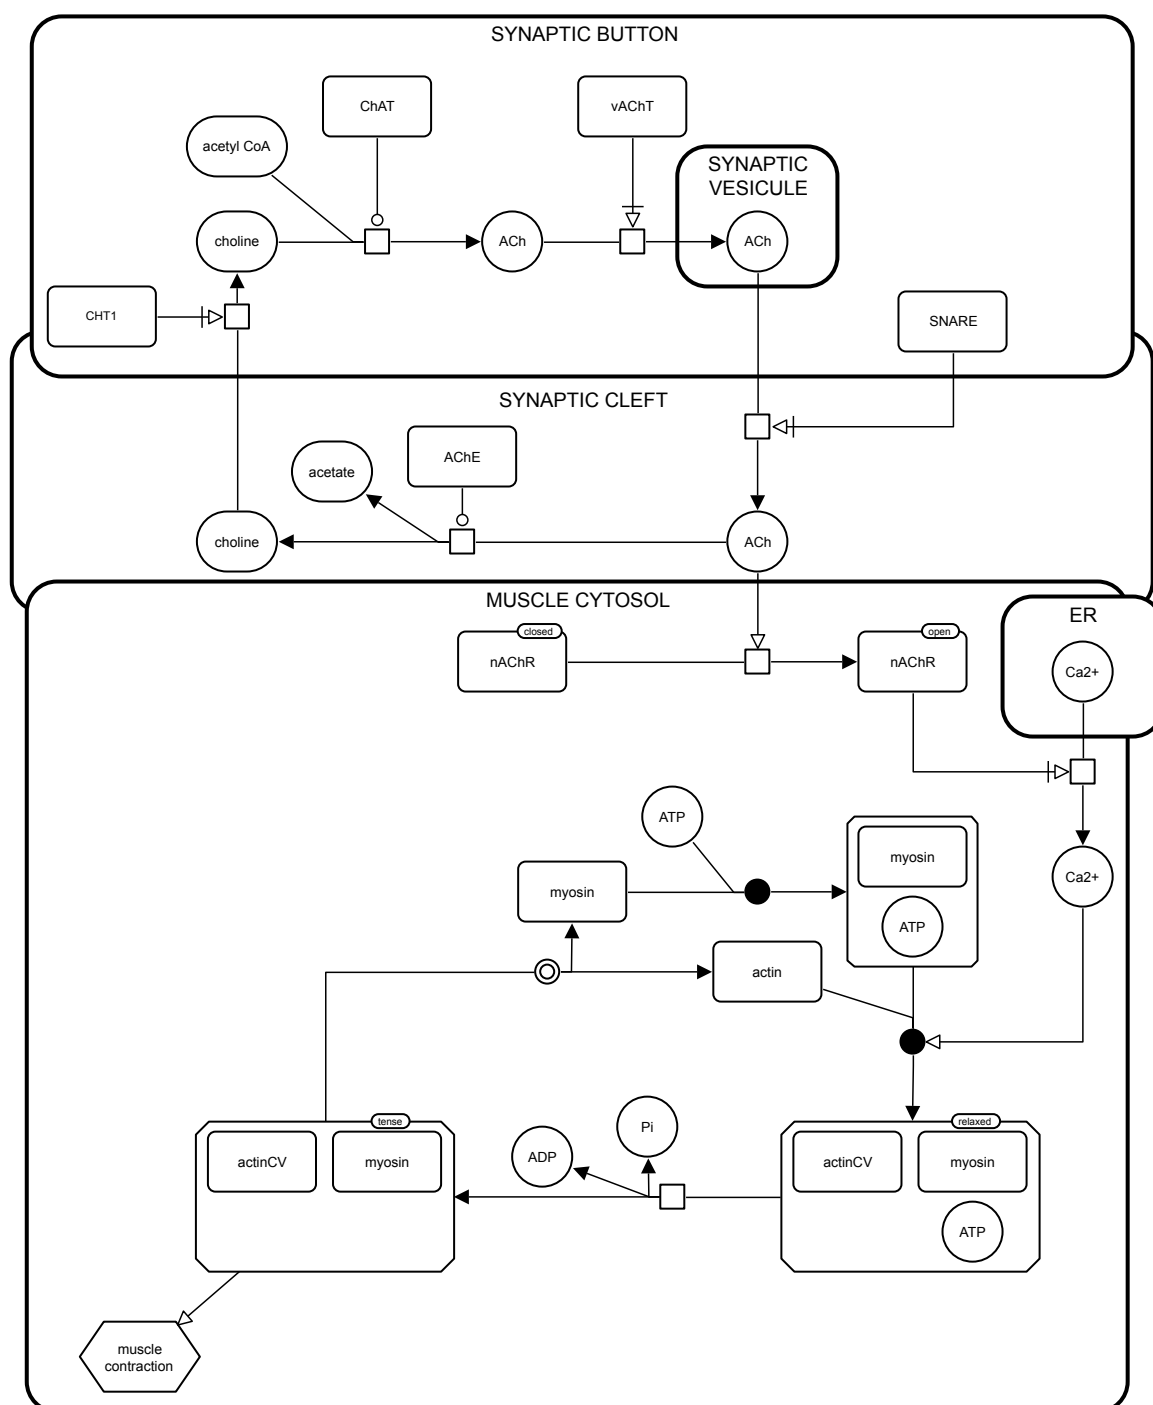 SYNAPTIC BUTTON
ChAT
vAChT
acetyl CoA
SYNAPTIC
VESICULE
choline
ACh
ACh
CHT1
SNARE
SYNAPTIC CLEFT
AChE
acetate
choline
ACh
MUSCLE CYTOSOL
ER
closed
nAChR
open
nAChR
Ca2+
ATP
myosin
myosin
Ca2+
ATP
actin
tense
actinCV
myosin
Pi
ADP
relaxed
actinCV
myosin
ATP
muscle
contraction